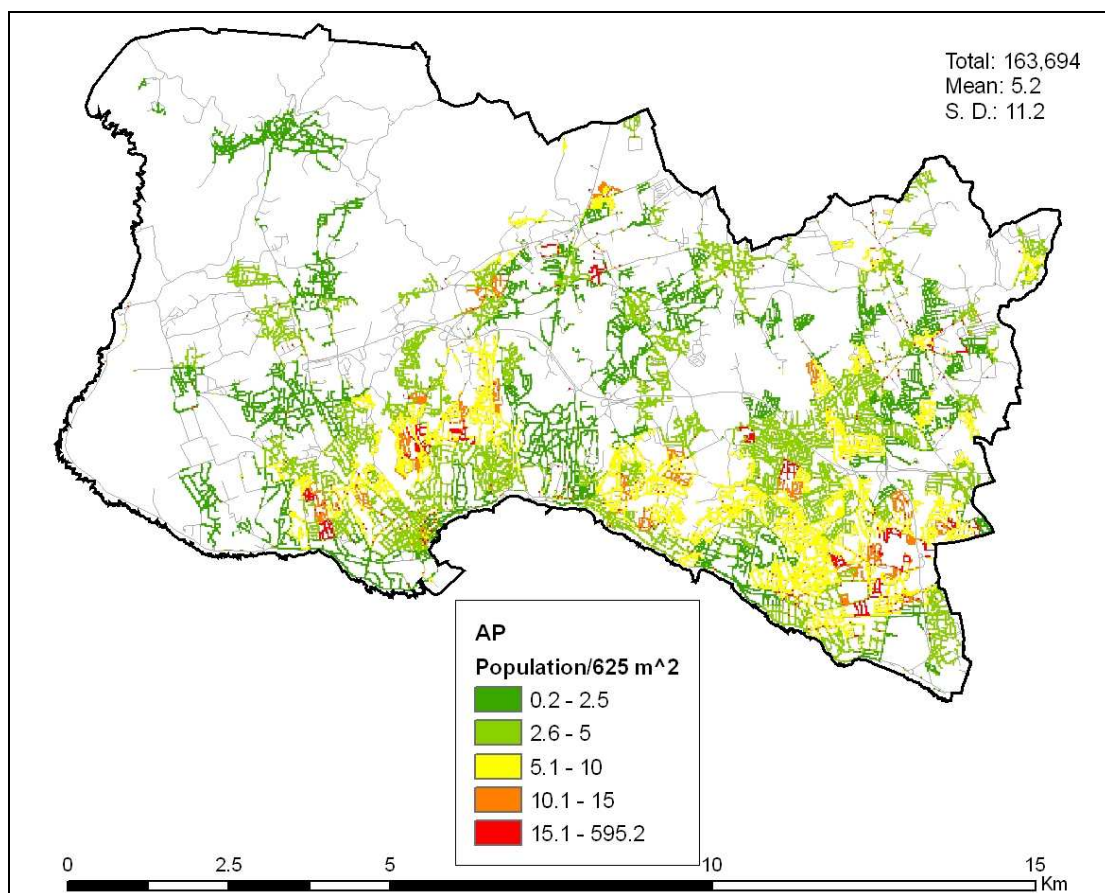 Total: 163,694
Mean: 5.2
S. D.: 11.2
AP
Population/625 m^2
0.2 - 2.5
2.6 - 5
5.1 - 10
10.1 - 15
15.1 - 595.2
0 2.5 5 10 15
Km